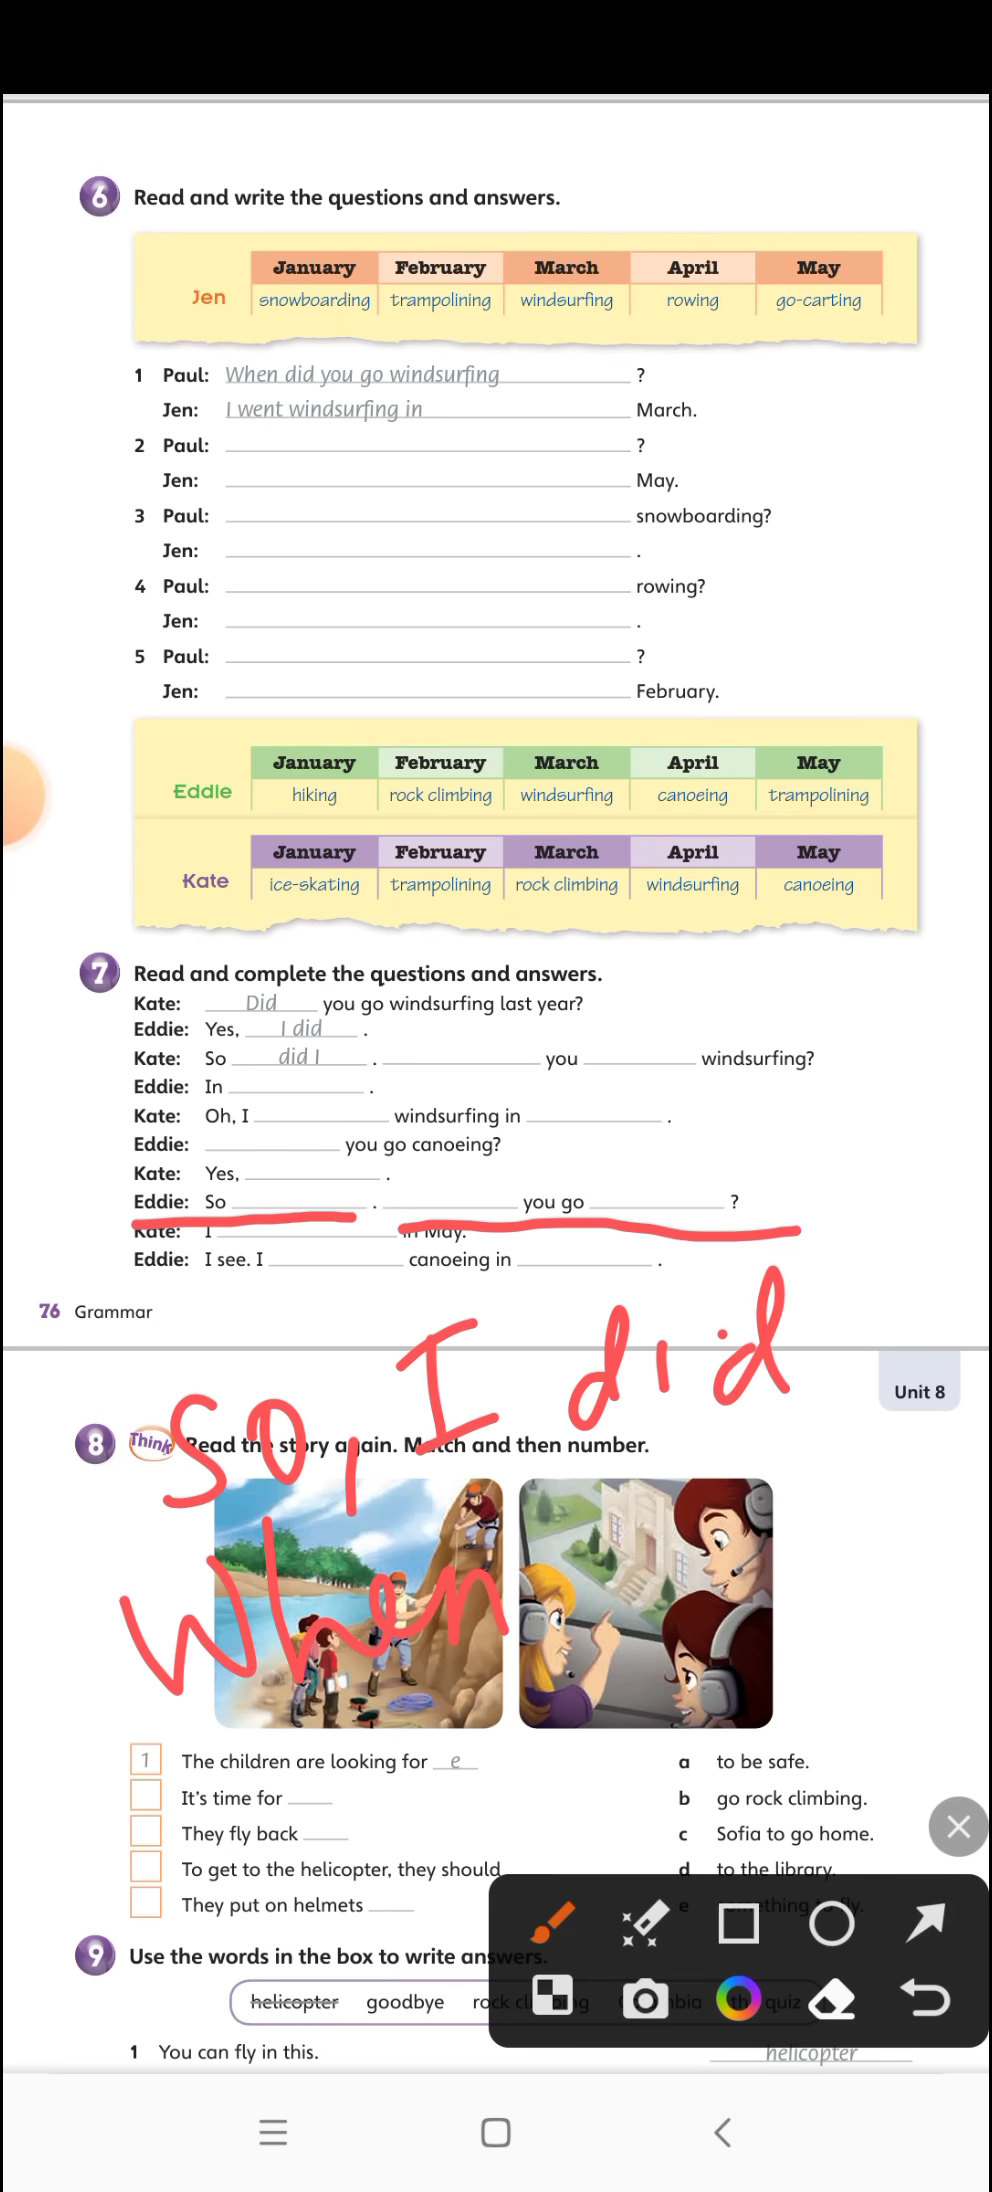 6 Read and write the questions and answers.
January February March April May
Jen snowboarding trampolining windsurfing rowing go-carting
1 Paul: When did you go windsurfing ?
Jen: I went windsurfing in March.
2 Paul: ?
Jen: May.
3 Paul: snowboarding?
Jen: .
4 Paul: rowing?
Jen: .
5 Paul: ?
Jen: February.
January February March April May
Eddie hiking rock climbing windsurfing canoeing trampolining
January February March April May
Kate ice-skating trampolining rock climbing windsurfing canoeing
7 Read and complete the questions and answers.
Kate: Did you go windsurfing last year?
Eddie: Yes, I did .
Kate: So did I . you windsurfing?
Eddie: In .
Kate: Oh, I windsurfing in .
Eddie: you go canoeing?
Kate: Yes, .
Eddie: So . you go ?
Kate: I in May.
Eddie: I see. I canoeing in .
76 Grammar
So, I did
Unit 8
8 Think Read the story again. Match and then number.
When
1 The children are looking for e a to be safe.
It's time for b go rock climbing.
They fly back c Sofia to go home.
To get to the helicopter, they should d to the library.
They put on helmets e something to fly.
9 Use the words in the box to write answers.
helicopter goodbye rock climbing quiz
1 You can fly in this. helicopter